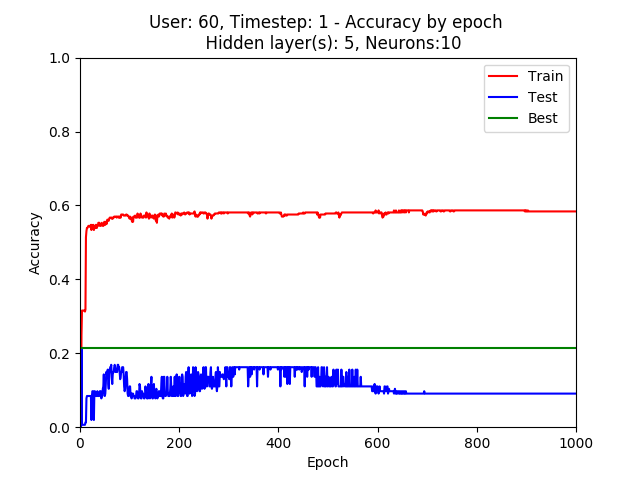 User: 60, Timestep: 1 - Accuracy by epoch
Hidden layer(s): 5, Neurons:10
1.0
Train
Test
Best
0.8
0.6
Accuracy
0.4
0.2
0.0
0 200 400 600 800 1000
Epoch